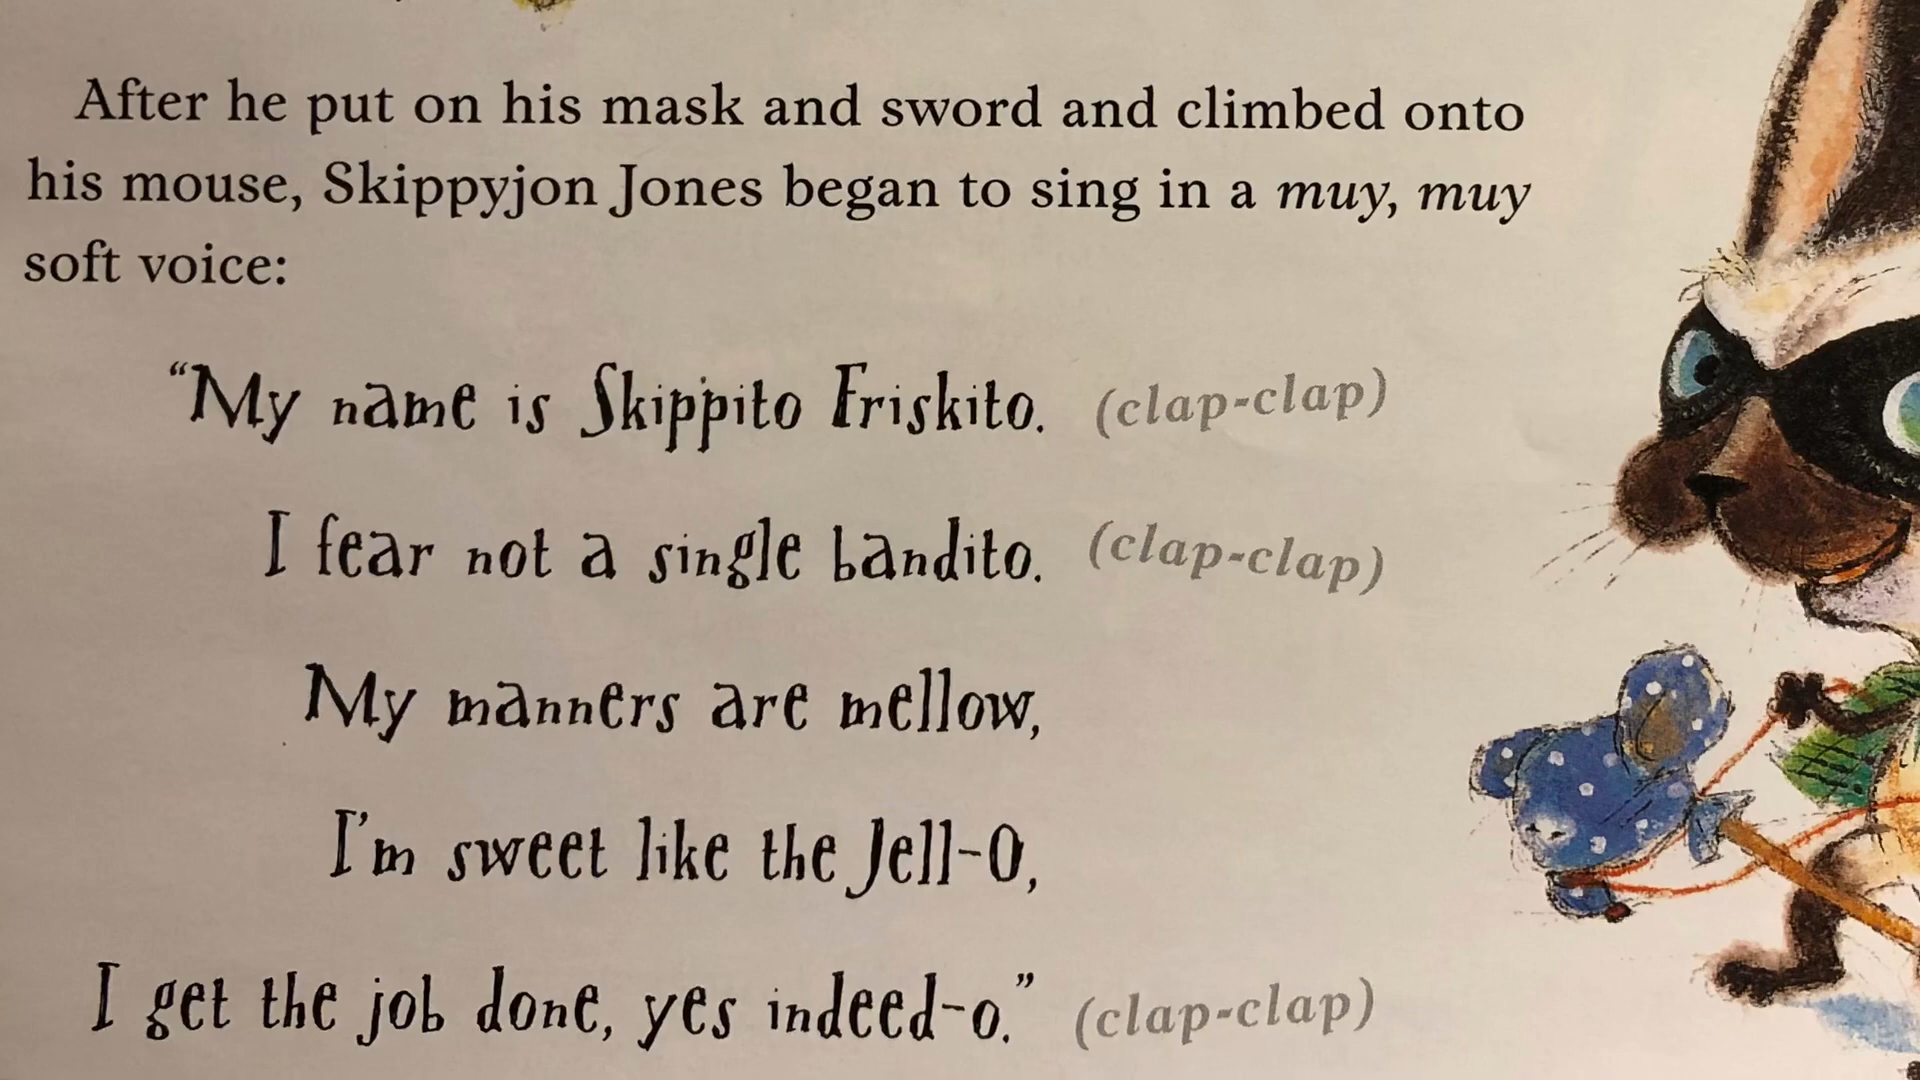 After he put on his mask and sword and climbed onto
his mouse, Skippyjon Jones began to sing in a muy, muy
soft voice:
“My name is Skippito Friskito. (clap-clap)
I fear not a single bandito. (clap-clap)
My manners are mellow,
I'm sweet like the Jell-O,
I get the job done, yes indeed-o.” (clap-clap)